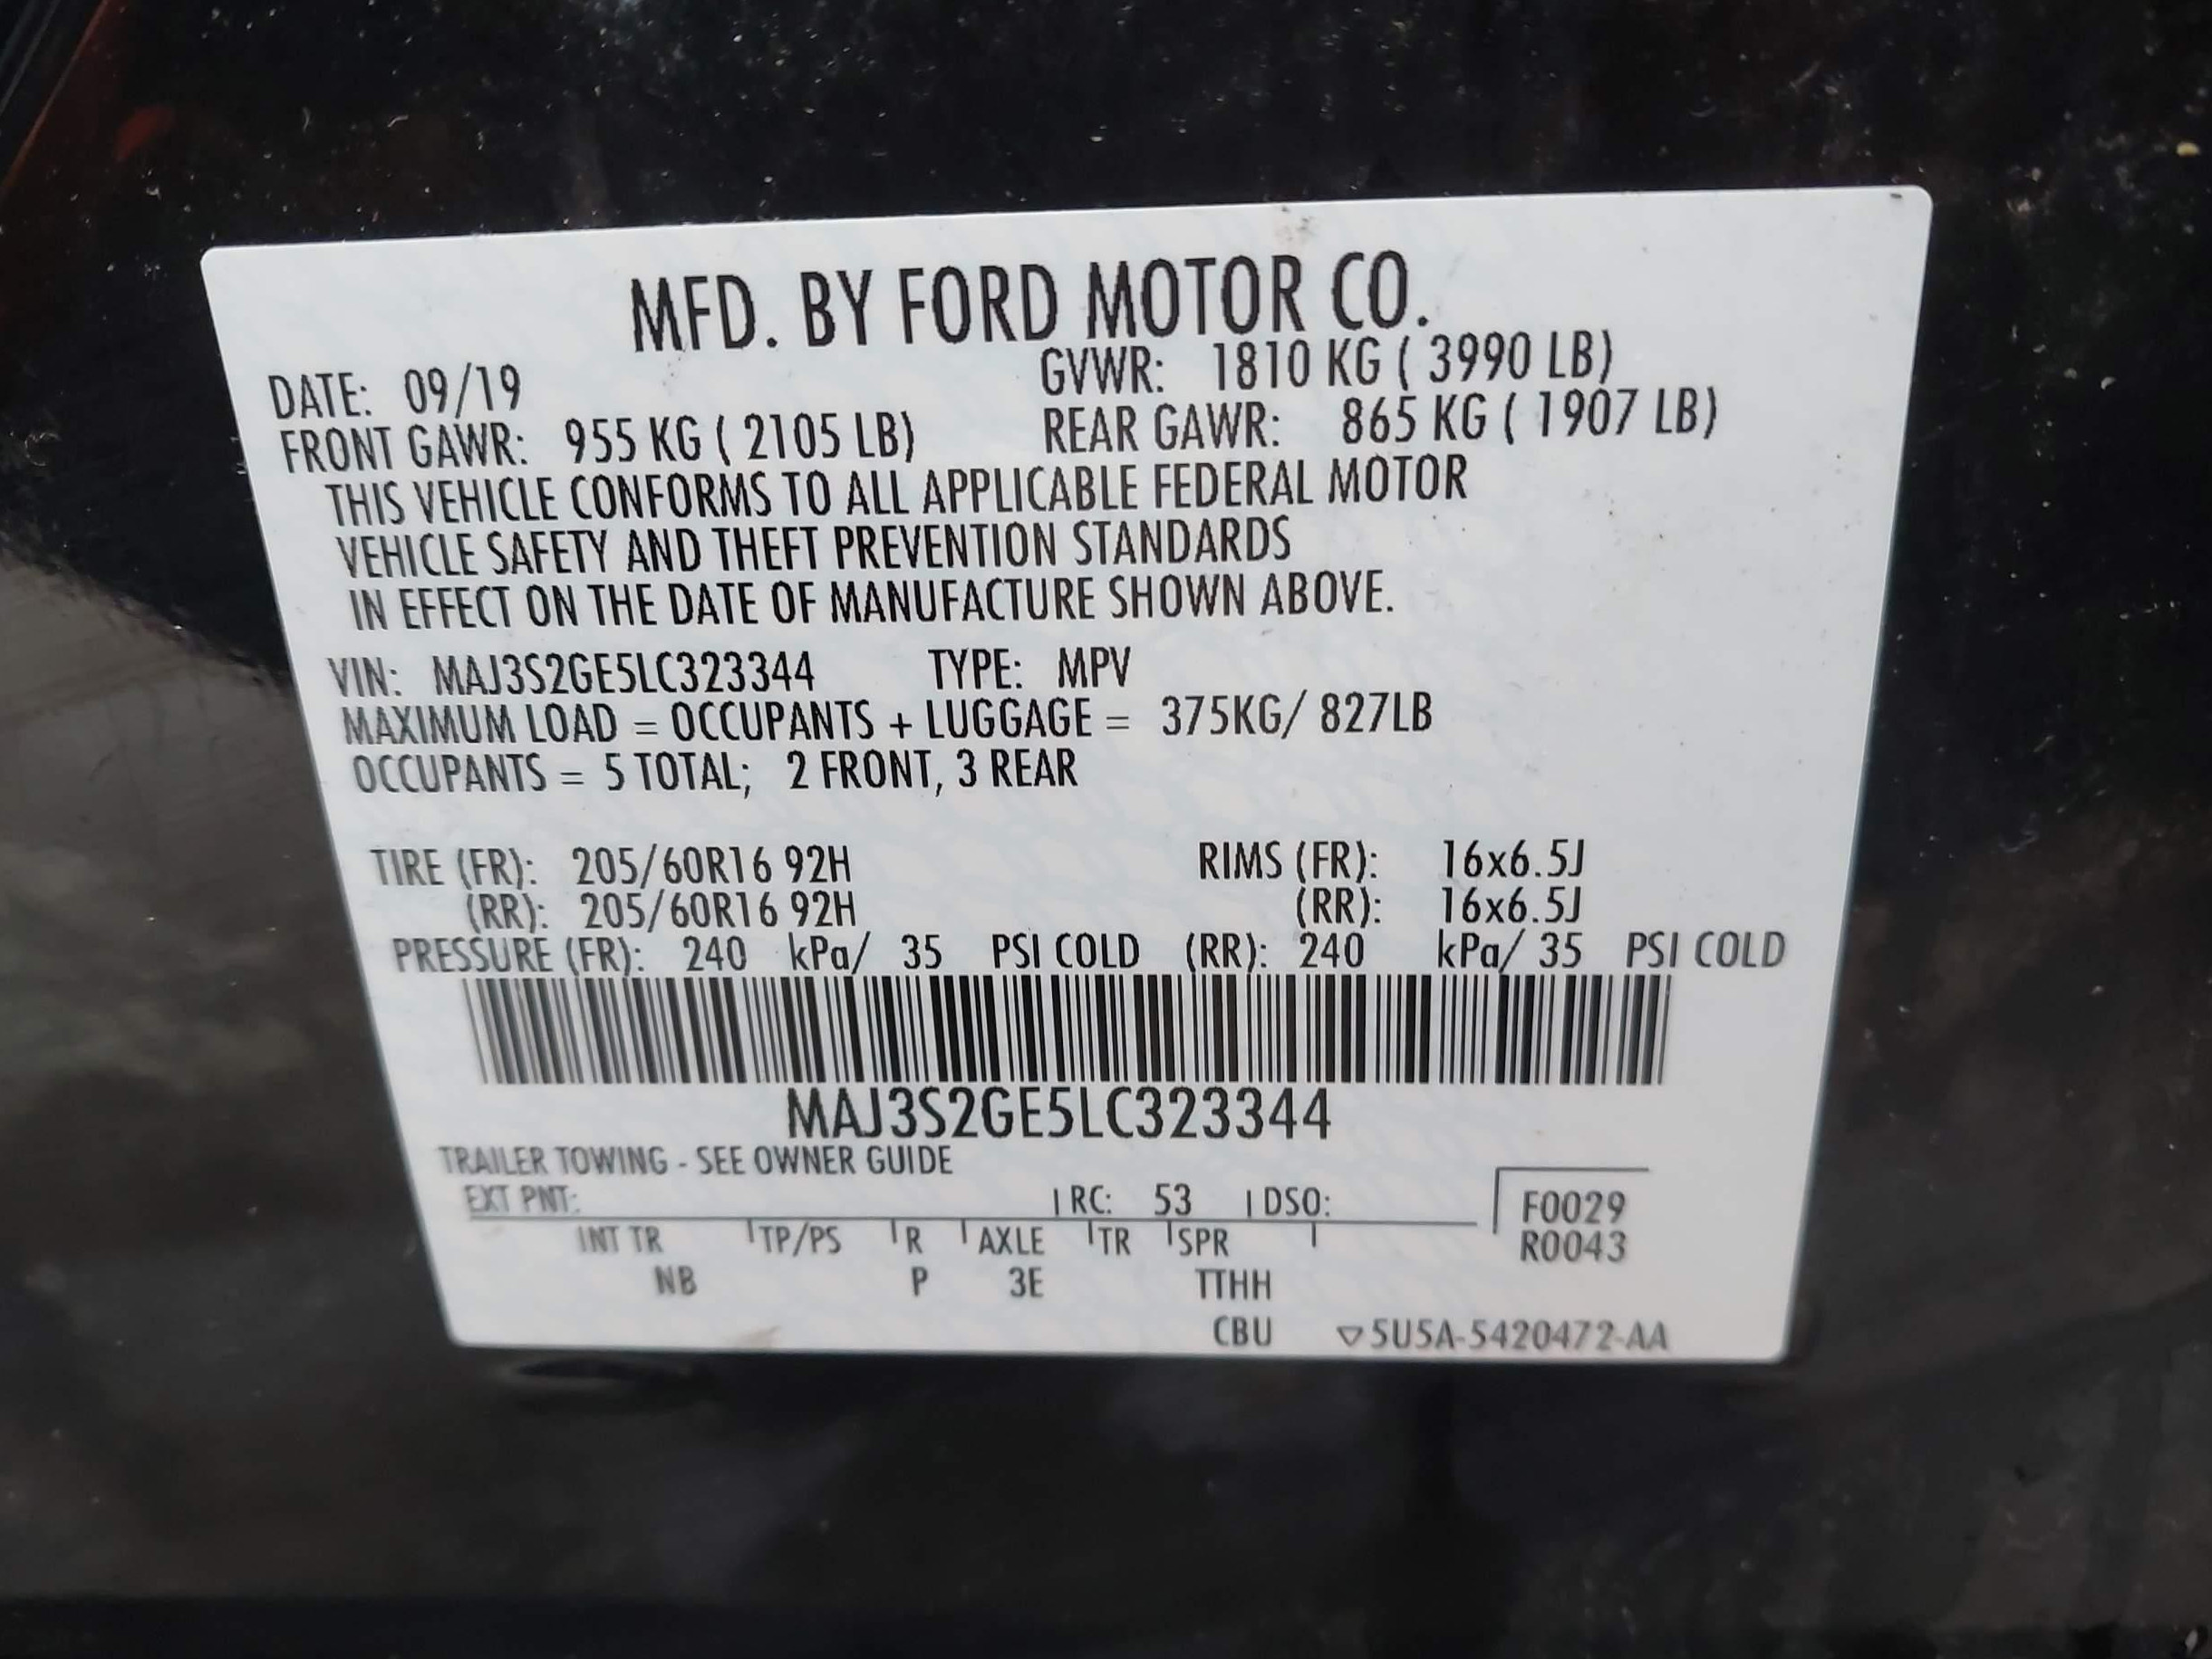 MFD. BY FORD MOTOR CO.
DATE: 09/19 GVWR: 1810 KG ( 3990 LB)
FRONT GAWR: 955 KG ( 2105 LB) REAR GAWR: 865 KG ( 1907 LB)
THIS VEHICLE CONFORMS TO ALL APPLICABLE FEDERAL MOTOR
VEHICLE SAFETY AND THEFT PREVENTION STANDARDS
IN EFFECT ON THE DATE OF MANUFACTURE SHOWN ABOVE.
VIN: MAJ3S2GE5LC323344 TYPE: MPV
MAXIMUM LOAD = OCCUPANTS + LUGGAGE = 375KG/ 827LB
OCCUPANTS = 5 TOTAL; 2 FRONT, 3 REAR
TIRE (FR): 205/60R16 92H RIMS (FR): 16x6.5J
(RR): 205/60R16 92H (RR): 16x6.5J
PRESSURE (FR): 240 kPa/ 35 PSI COLD (RR): 240 kPa/ 35 PSI COLD
MAJ3S2GE5LC323344
TRAILER TOWING - SEE OWNER GUIDE
EXT PNT: RC: 53 DSO: F0029
INT TR TP/PS R AXLE TR SPR R0043
NB P 3E TTHH
CBU ▽5U5A-5420472-AA